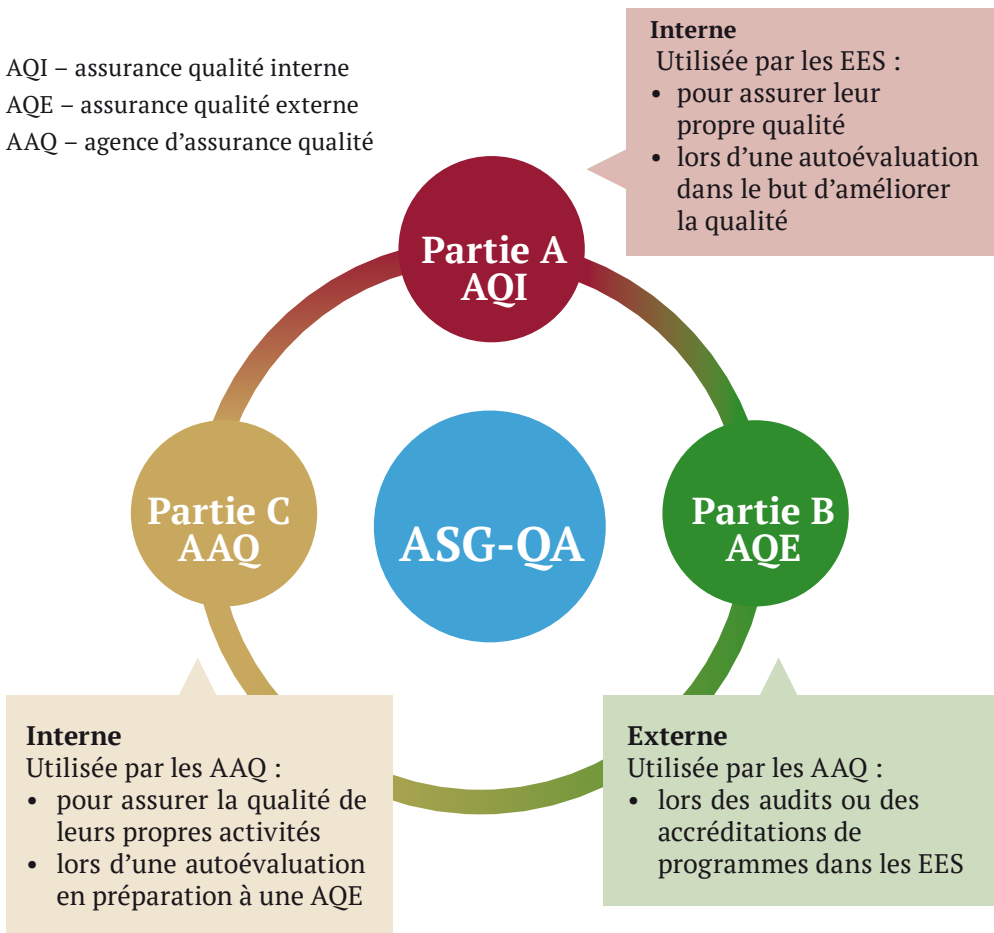 AQI – assurance qualité interne
AQE – assurance qualité externe
AAQ – agence d’assurance qualité
Interne
Utilisée par les EES :
• pour assurer leur
propre qualité
• lors d’une autoévaluation
dans le but d’améliorer
la qualité
Partie A
AQI
Partie C
AAQ
ASG-QA
Partie B
AQE
Interne
Utilisée par les AAQ :
• pour assurer la qualité de
leurs propres activités
• lors d’une autoévaluation
en préparation à une AQE
Externe
Utilisée par les AAQ :
• lors des audits ou des
accréditations de
programmes dans les EES